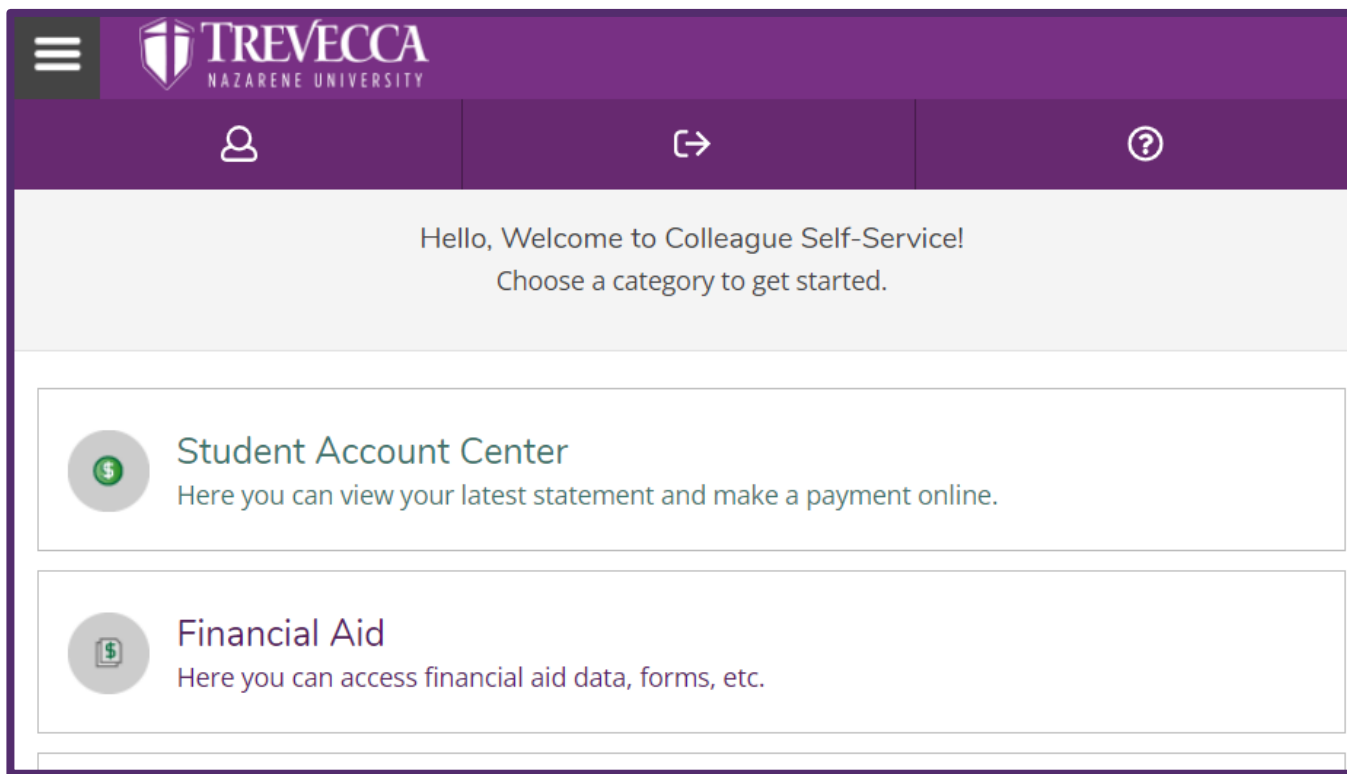 TREVECCA
NAZARENE UNIVERSITY
Hello, Welcome to Colleague Self-Service!
Choose a category to get started.
Student Account Center
Here you can view your latest statement and make a payment online.
Financial Aid
Here you can access financial aid data, forms, etc.